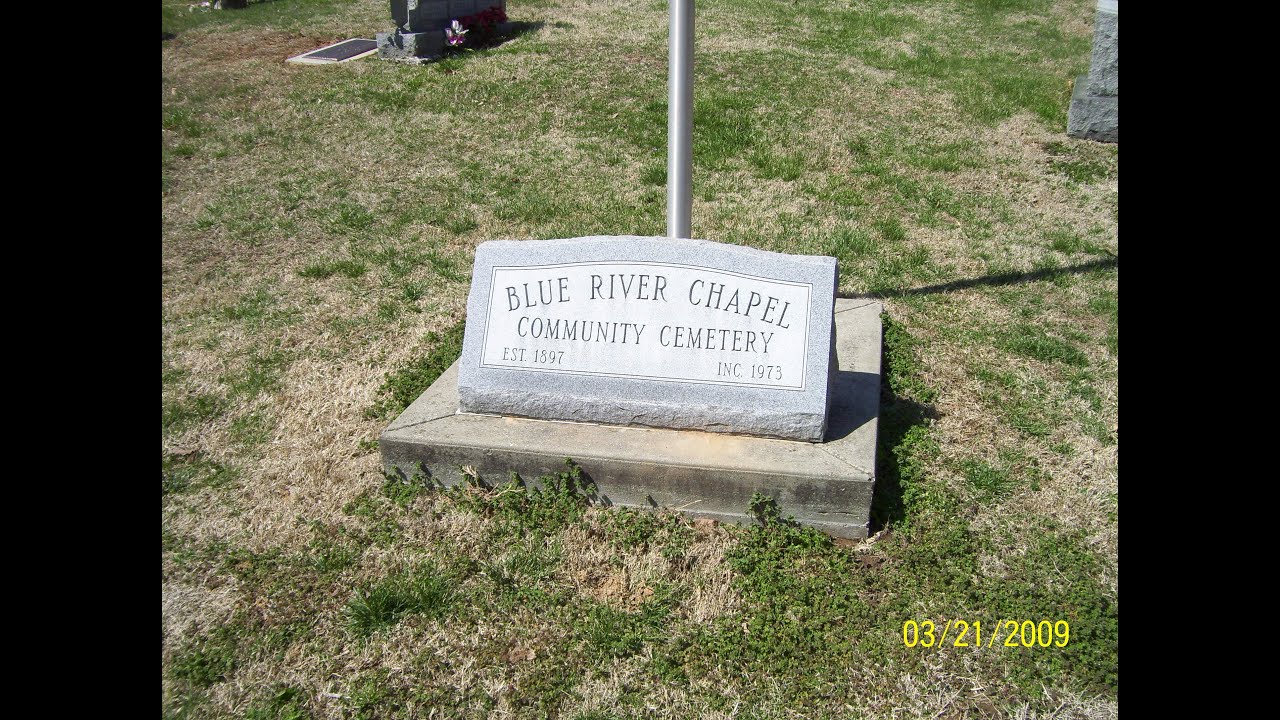 BLUE RIVER CHAPEL
COMMUNITY CEMETERY
EST. 1897 INC. 1973
03/21/2009